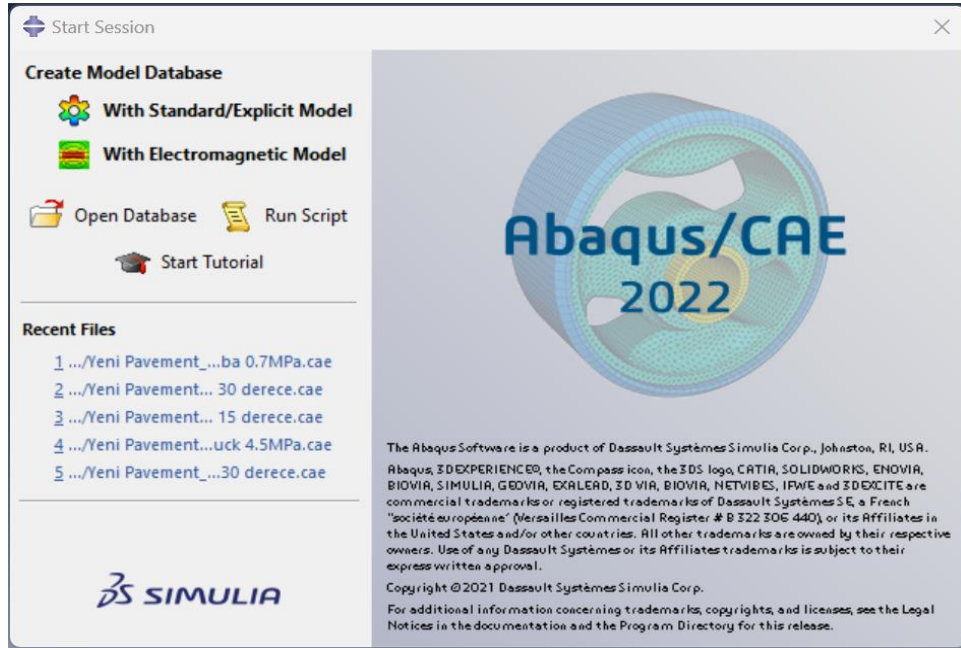 Start Session
Create Model Database
With Standard/Explicit Model
With Electromagnetic Model
Open Database Run Script
Start Tutorial
Recent Files
1 .../Yeni Pavement_...ba 0.7MPa.cae
2 .../Yeni Pavement... 30 derece.cae
3 .../Yeni Pavement... 15 derece.cae
4 .../Yeni Pavement...uck 4.5MPa.cae
5 .../Yeni Pavement_...30 derece.cae
3DS SIMULIA
Abaqus/CAE
2022
The Abaqus Software is a product of Dassault Systèmes Simulia Corp., Johnston, RI, USA.
Abaqus, 3DEXPERIENCE®, the Compass icon, the 3DS logo, CATIA, SOLIDWORKS, ENOVIA,
BIOVIA, SIMULIA, GEOVIA, EXALEAD, 3D VIA, BIOVIA, NETVIBES, IFWE and 3DEXCITE are
commercial trademarks or registered trademarks of Dassault Systèmes SE, a French
"société européenne" (Versailles Commercial Register # B 322 306 440), or its Affiliates in
the United States and/or other countries. All other trademarks are owned by their respective
owners. Use of any Dassault Systèmes or its Affiliates trademarks is subject to their
express written approval.
Copyright ©2021 Dassault Systèmes Simulia Corp.
For additional information concerning trademarks, copyrights, and licenses, see the Legal
Notices in the documentation and the Program Directory for this release.